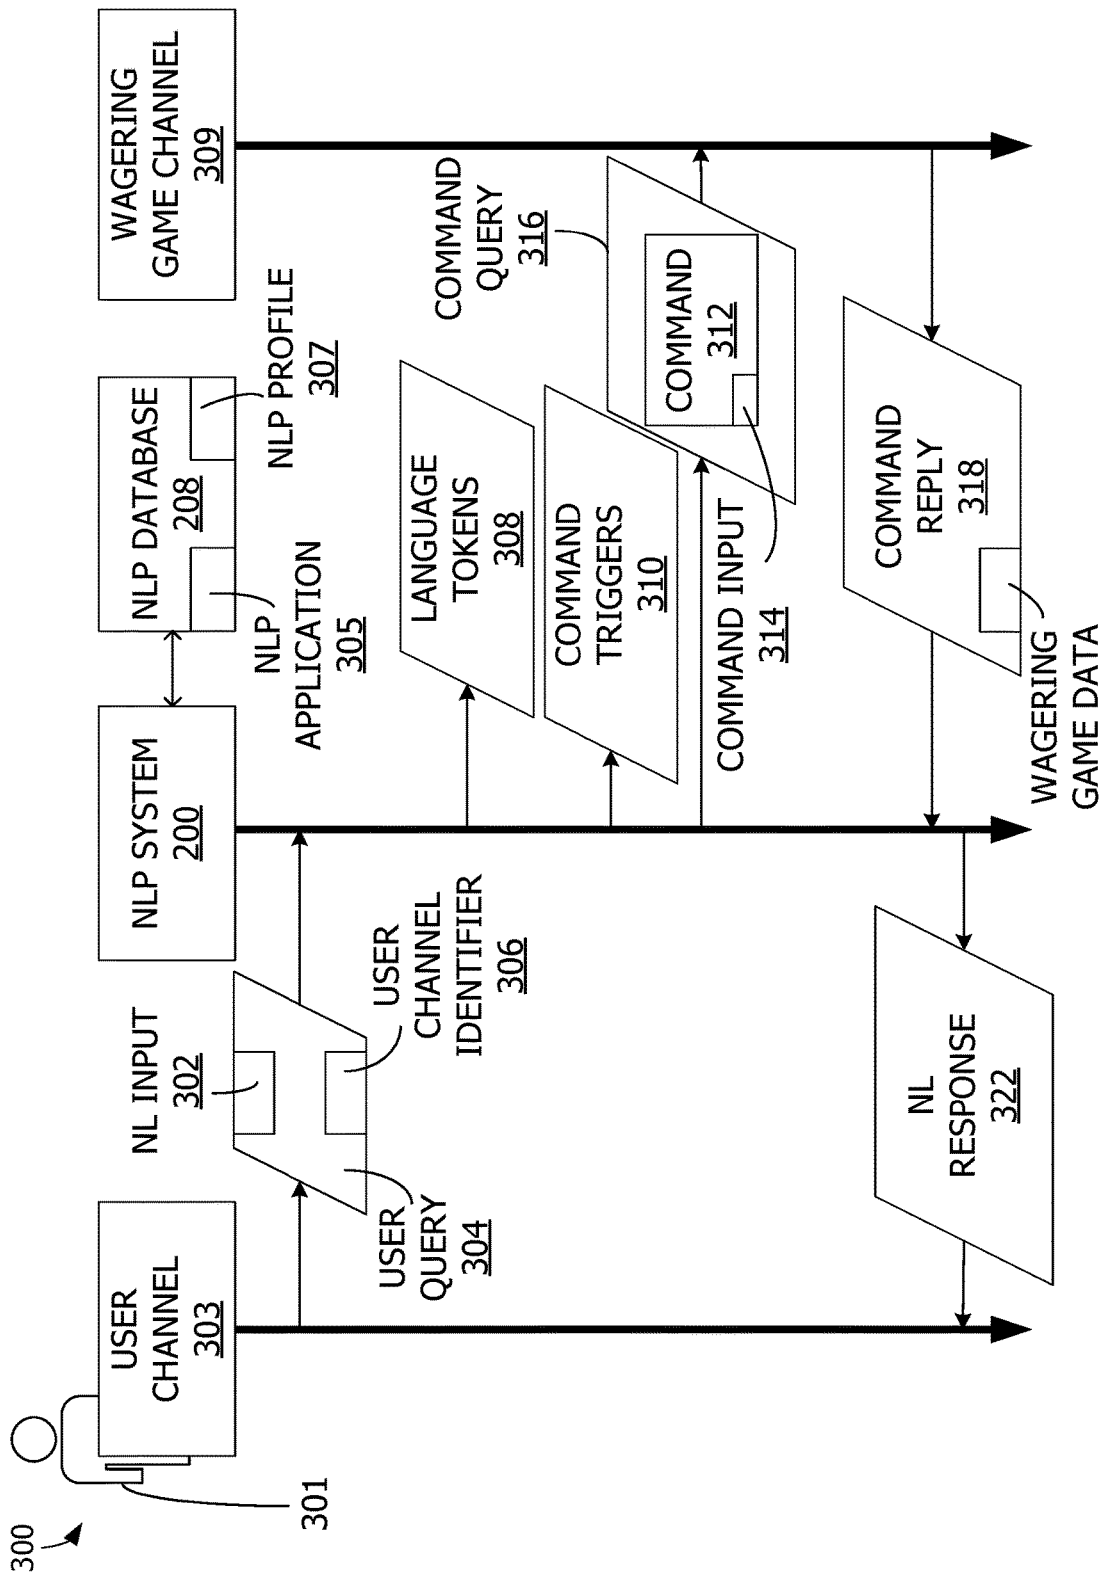 300
301
USER
CHANNEL
303
NL INPUT
302
USER
QUERY
304
USER
CHANNEL
IDENTIFIER
306
NLP SYSTEM
200
NLP DATABASE
208
NLP
APPLICATION
305
NLP PROFILE
307
WAGERING
GAME CHANNEL
309
LANGUAGE
TOKENS
308
COMMAND
TRIGGERS
310
COMMAND
QUERY
316
COMMAND
312
COMMAND INPUT
314
COMMAND
REPLY
318
WAGERING
GAME DATA
NL
RESPONSE
322